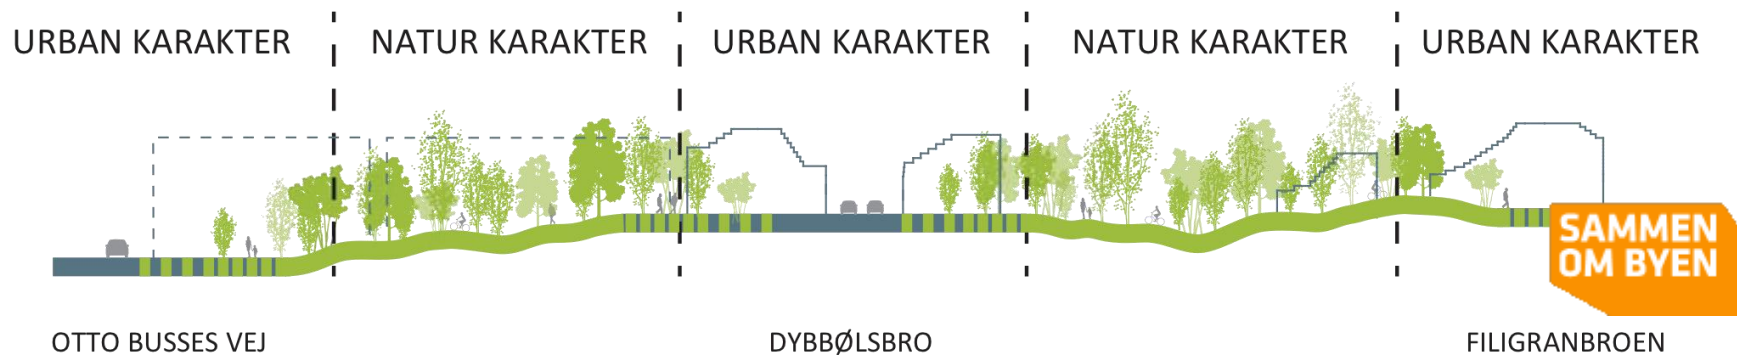 URBAN KARAKTER
NATUR KARAKTER
URBAN KARAKTER
NATUR KARAKTER
URBAN KARAKTER
SAMMEN
OM BYEN
OTTO BUSSES VEJ
DYBBØLSBRO
FILIGRANBROEN